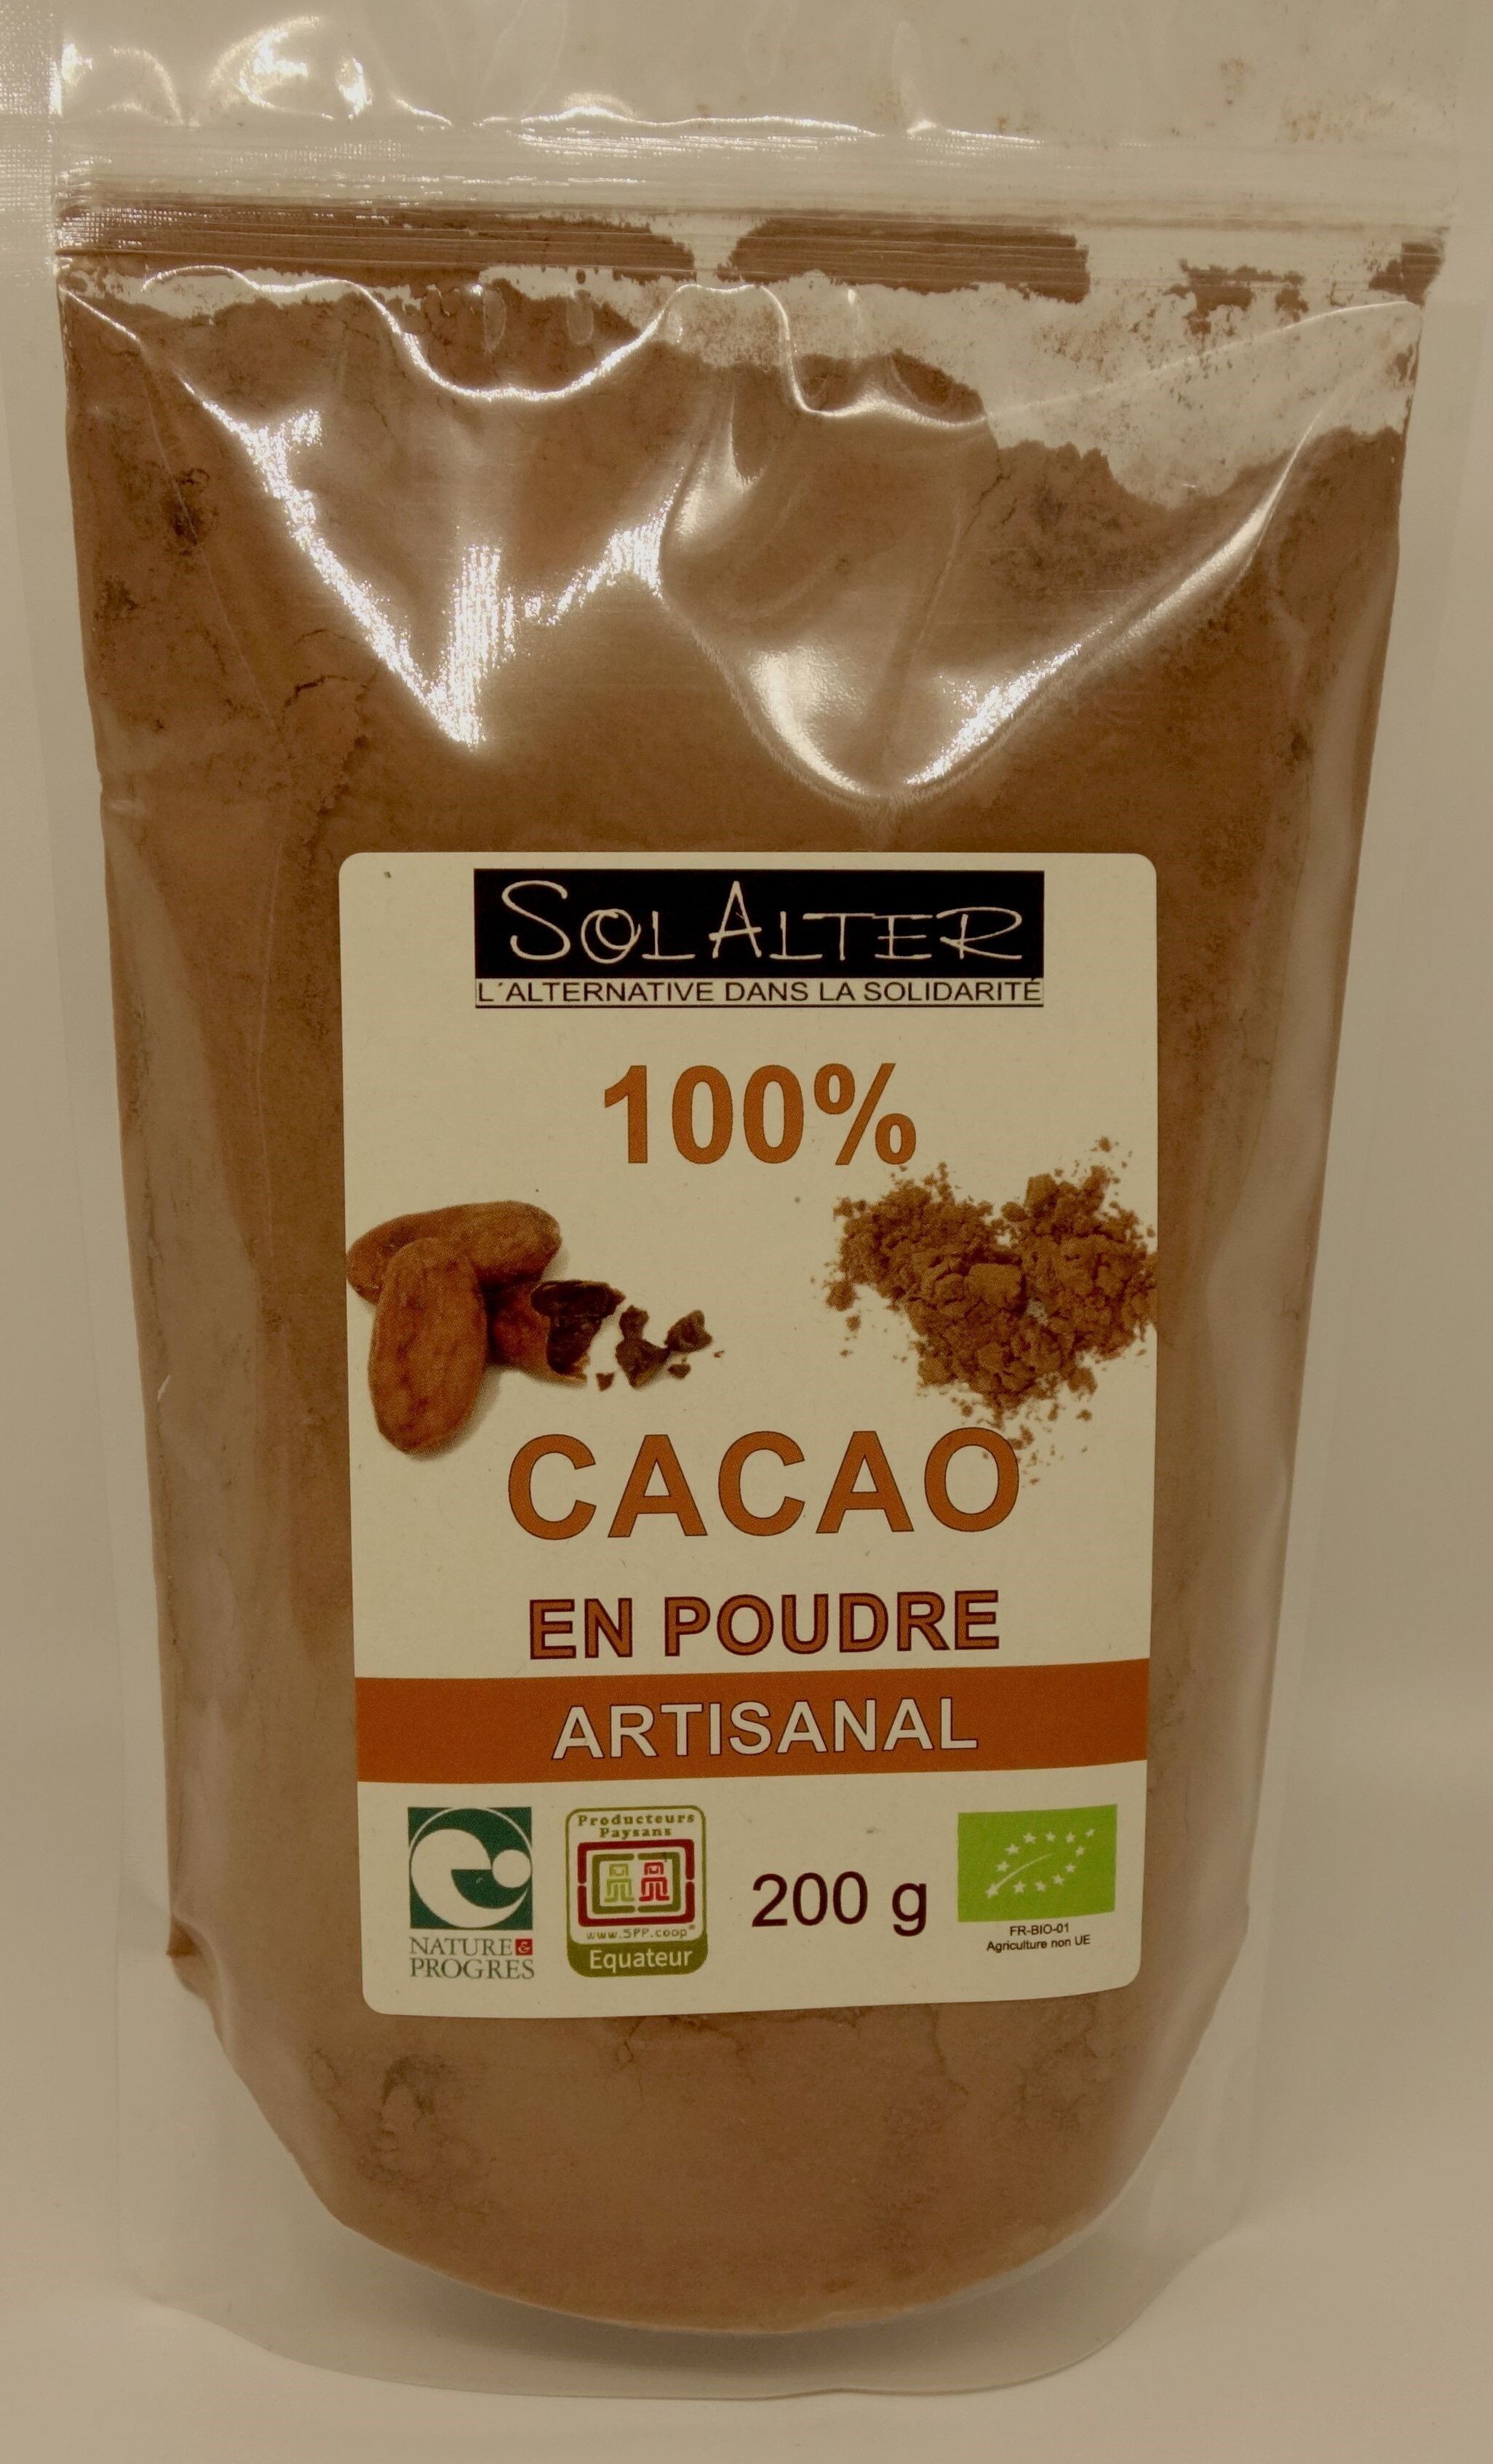 SOLALTER
L´ALTERNATIVE DANS LA SOLIDARITÉ
100%
CACAO
EN POUDRE
ARTISANAL
Producteurs
Paysans
www.SPP.coop®
Equateur
NATURE&
PROGRES
200 g
FR-BIO-01
Agriculture non UE